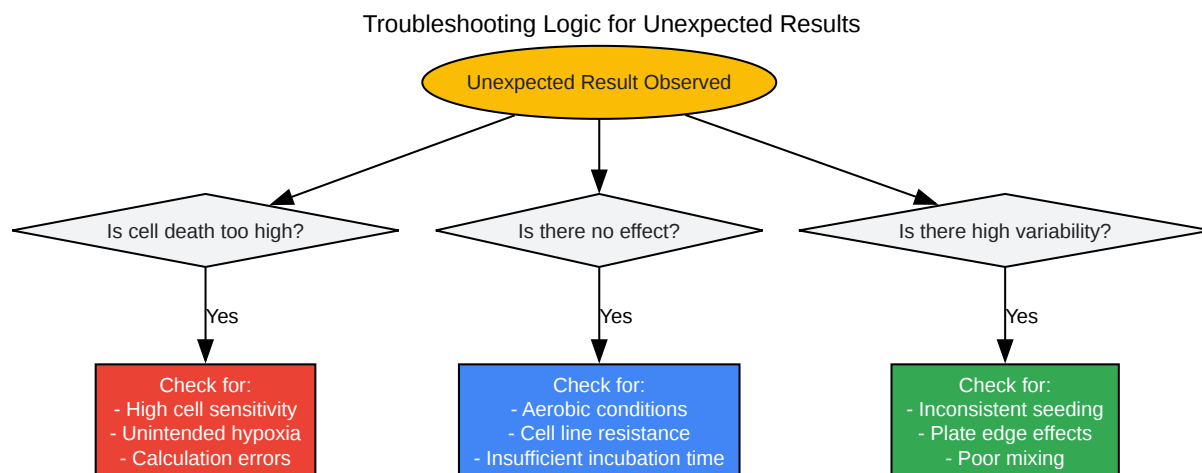 Troubleshooting Logic for Unexpected Results
Unexpected Result Observed
Is cell death too high?
Is there no effect?
Is there high variability?
Yes
Yes
Yes
Check for:
- High cell sensitivity
- Unintended hypoxia
- Calculation errors
Check for:
- Aerobic conditions
- Cell line resistance
- Insufficient incubation time
Check for:
- Inconsistent seeding
- Plate edge effects
- Poor mixing